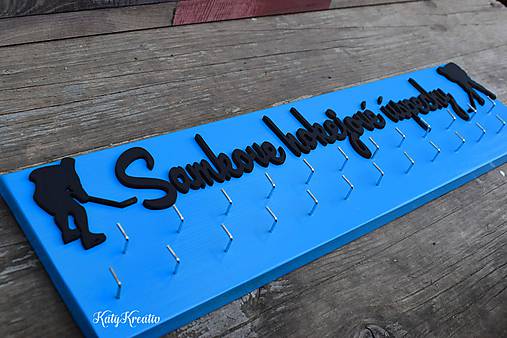 Samkove hokejové úspechy
KatyKreativ